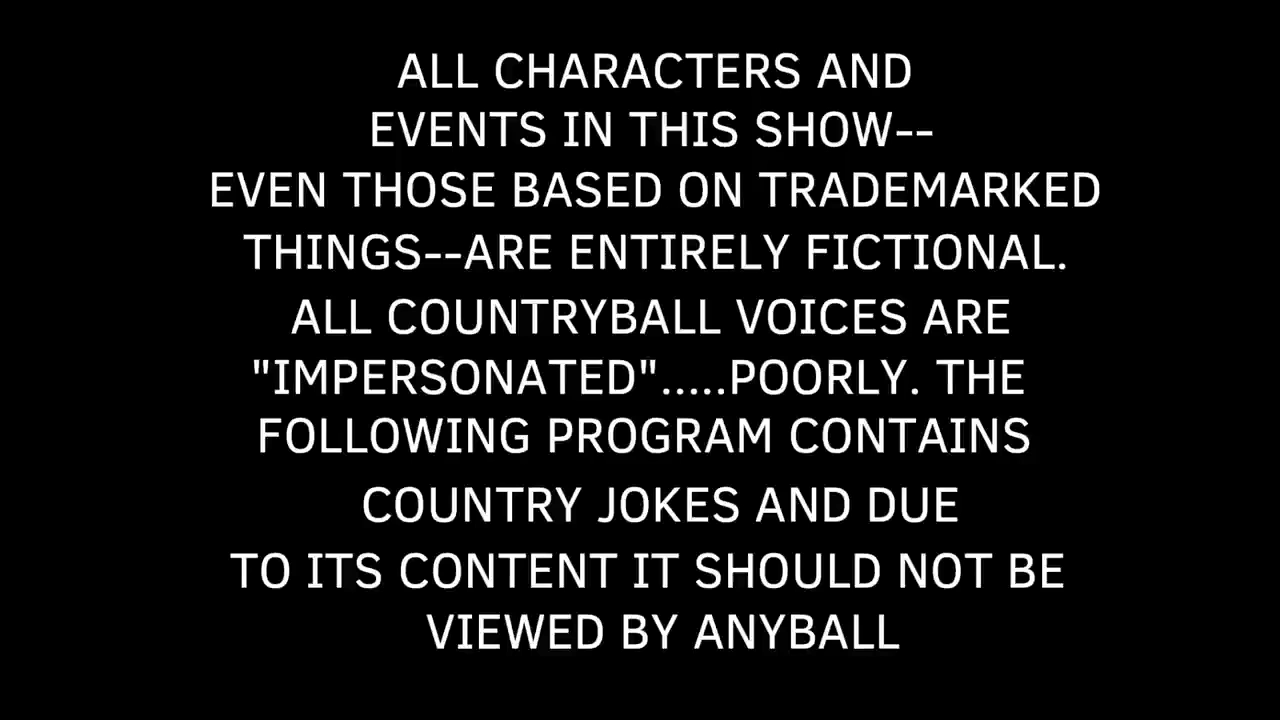 ALL CHARACTERS AND
EVENTS IN THIS SHOW--
EVEN THOSE BASED ON TRADEMARKED
THINGS--ARE ENTIRELY FICTIONAL.
ALL COUNTRYBALL VOICES ARE
"IMPERSONATED".....POORLY. THE
FOLLOWING PROGRAM CONTAINS
COUNTRY JOKES AND DUE
TO ITS CONTENT IT SHOULD NOT BE
VIEWED BY ANYBALL